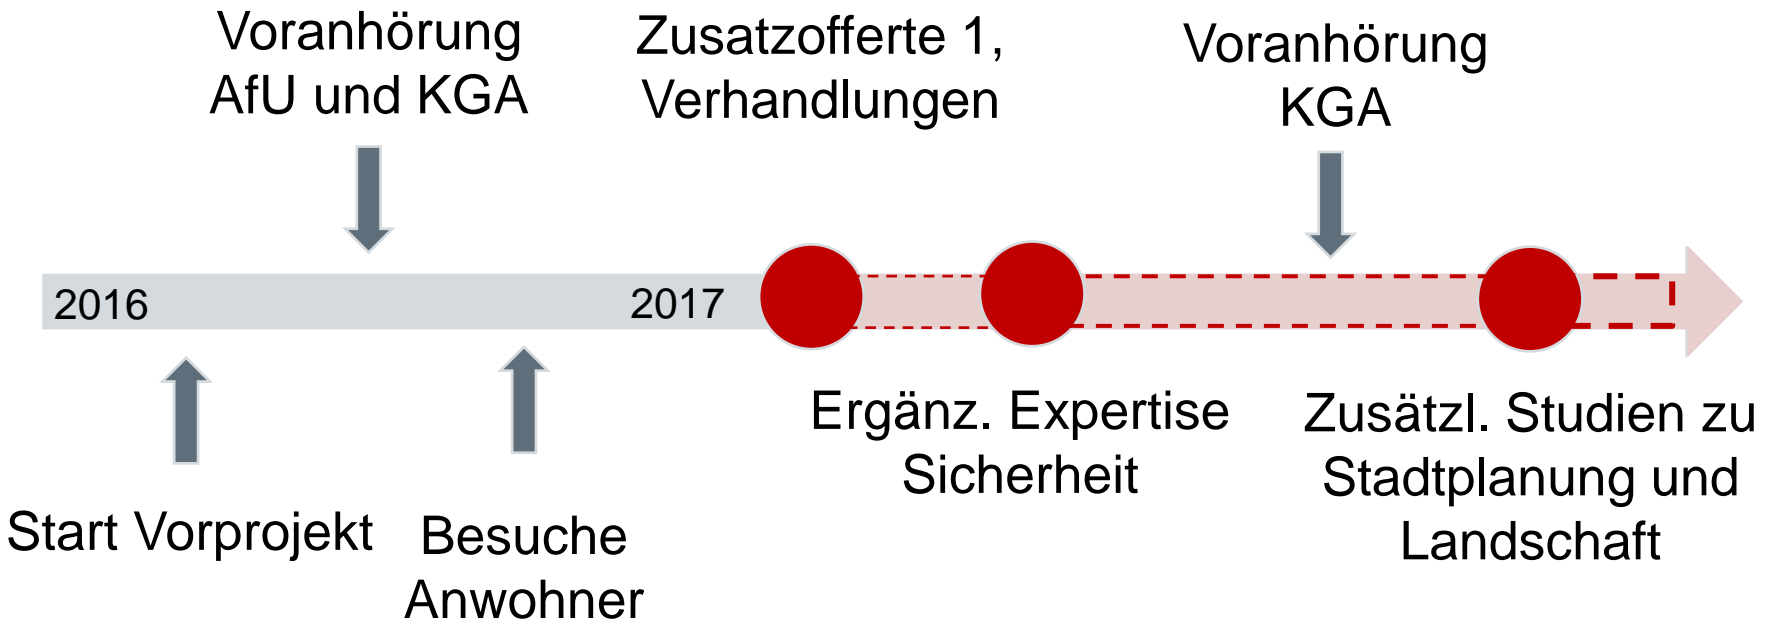 Voranhörung
AfU und KGA
Zusatzofferte 1,
Verhandlungen
Voranhörung
KGA
2016
2017
Start Vorprojekt
Besuche
Anwohner
Ergänz. Expertise
Sicherheit
Zusätzl. Studien zu
Stadtplanung und
Landschaft